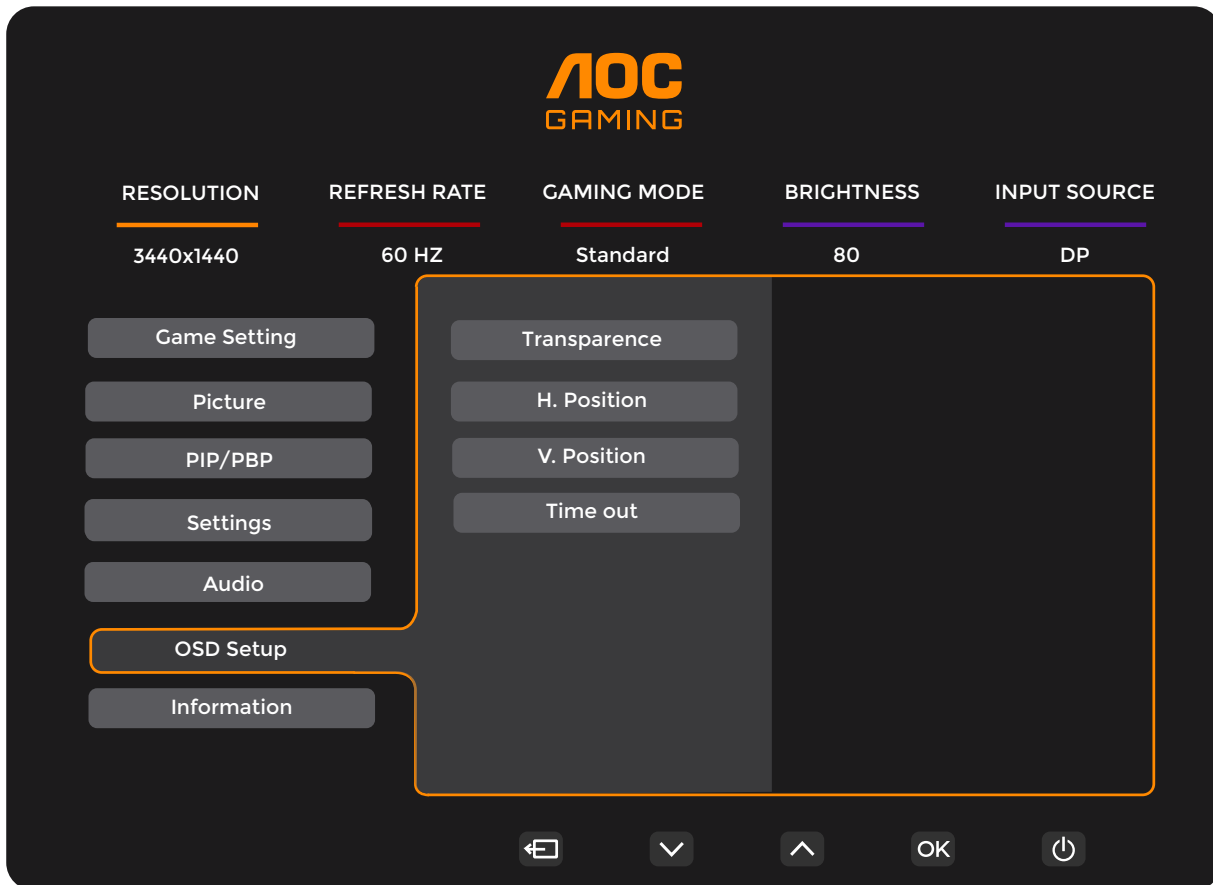 AOC
GAMING
RESOLUTION REFRESH RATE GAMING MODE BRIGHTNESS INPUT SOURCE
3440x1440 60 HZ Standard 80 DP
Game Setting
Picture
PIP/PBP
Settings
Audio
OSD Setup
Information
Transparence
H. Position
V. Position
Time out
OK